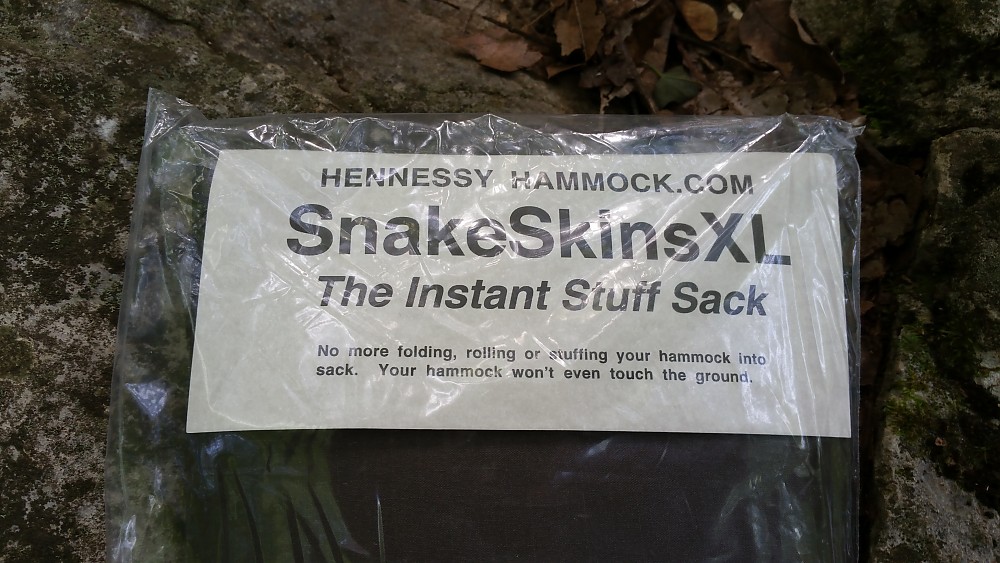 HENNESSY HAMMOCK.COM
SnakeSkinsXL
The Instant Stuff Sack
No more folding, rolling or stuffing your hammock into
sack. Your hammock won't even touch the ground.